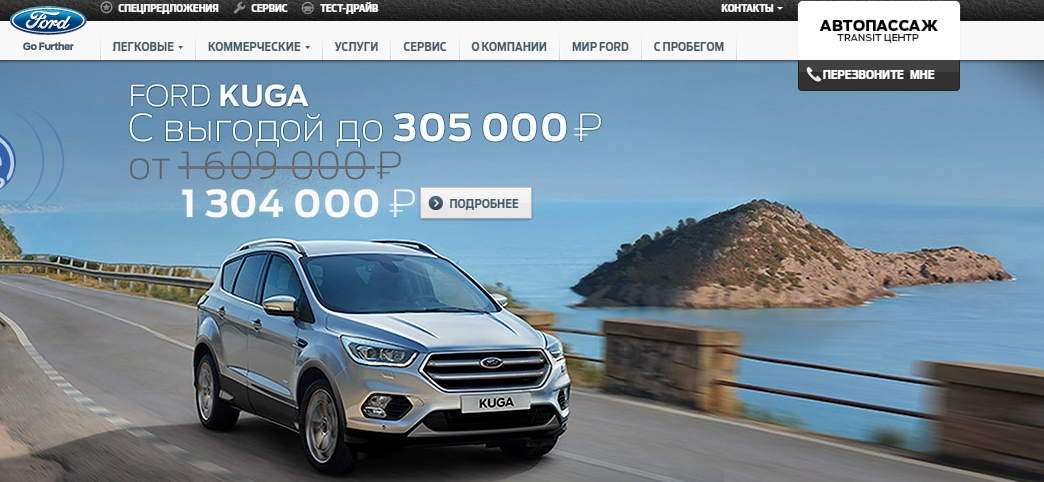 Ford
Go Further
СПЕЦПРЕДЛОЖЕНИЯ СЕРВИС ТЕСТ-ДРАЙВ КОНТАКТЫ
ЛЕГКОВЫЕ КОММЕРЧЕСКИЕ УСЛУГИ СЕРВИС О КОМПАНИИ МИР FORD С ПРОБЕГОМ
АВТОПАССАЖ
TRANSIT ЦЕНТР
ПЕРЕЗВОНИТЕ МНЕ
FORD KUGA
С выгодой до 305 000 ₽
от 1 609 000 ₽
1 304 000 ₽
ПОДРОБНЕЕ
Ford
KUGA